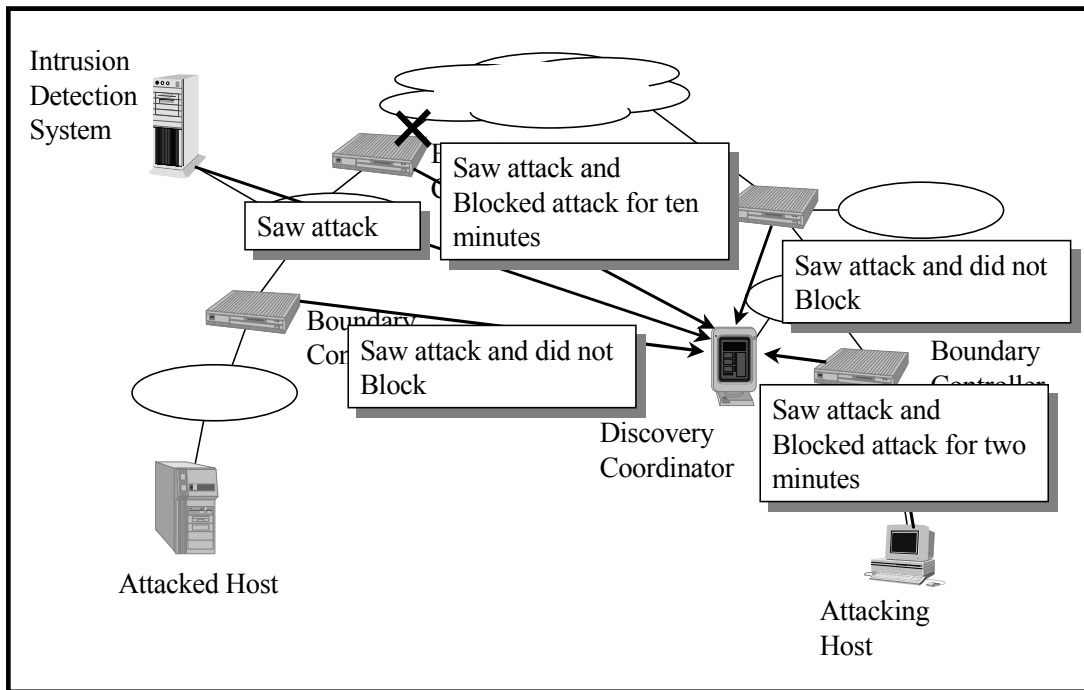 Intrusion
Detection
System
Saw attack and
Blocked attack for ten
minutes
Saw attack
Saw attack and did not
Block
Boundary
Saw attack and did not
Block
Boundary
Controller
Saw attack and
Blocked attack for two
minutes
Discovery
Coordinator
Attacked Host
Attacking
Host